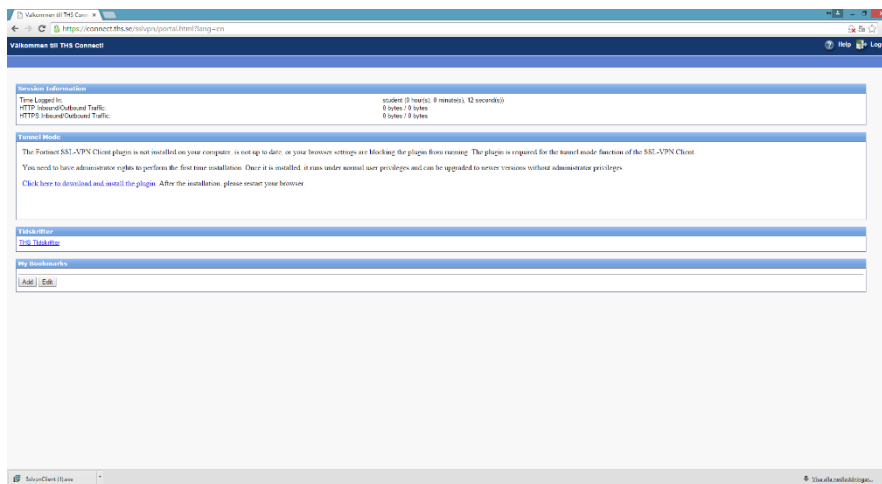 Valkommen till THS Conn
https://connect.ths.se/sslvpn/portal.html?lang=en
Välkommen till THS Connect!
Help
Log
Session Information
Time Logged In: student (0 hour(s), 0 minute(s), 12 second(s))
HTTP Inbound/Outbound Traffic: 0 bytes / 0 bytes
HTTPS Inbound/Outbound Traffic: 0 bytes / 0 bytes
Tunnel Mode
The Fortinet SSL-VPN Client plugin is not installed on your computer, is not up to date, or your browser settings are blocking the plugin from running. The plugin is required for the tunnel mode function of the SSL-VPN Client.
You need to have administrator rights to perform the first time installation. Once it is installed, it runs under normal user privileges and can be upgraded to newer versions without administrator privileges.
Click here to download and install the plugin. After the installation, please restart your browser.
Tidskrifter
THS Tidskrifter
My Bookmarks
Add Edit
SslvpnClient (1).exe
Visa alla nedladdningar...